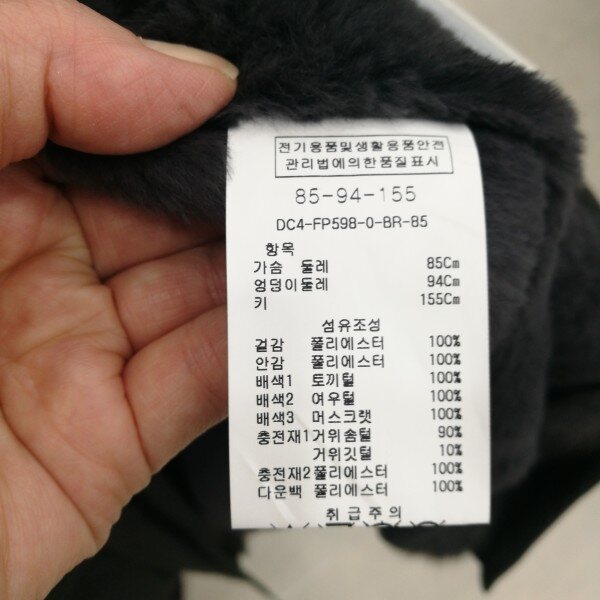 전기용품및생활용품안전
관리법에의한품질표시
85-94-155
DC4-FP598-0-BR-85
항목
가슴 둘레 85Cm
엉덩이둘레 94Cm
키 155Cm
섬유조성
겉감 폴리에스터 100%
안감 폴리에스터 100%
배색1 토끼털 100%
배색2 여우털 100%
배색3 머스크랫 100%
충전재1거위솜털 90%
거위깃털 10%
충전재2폴리에스터 100%
다운백 폴리에스터 100%
취급주의